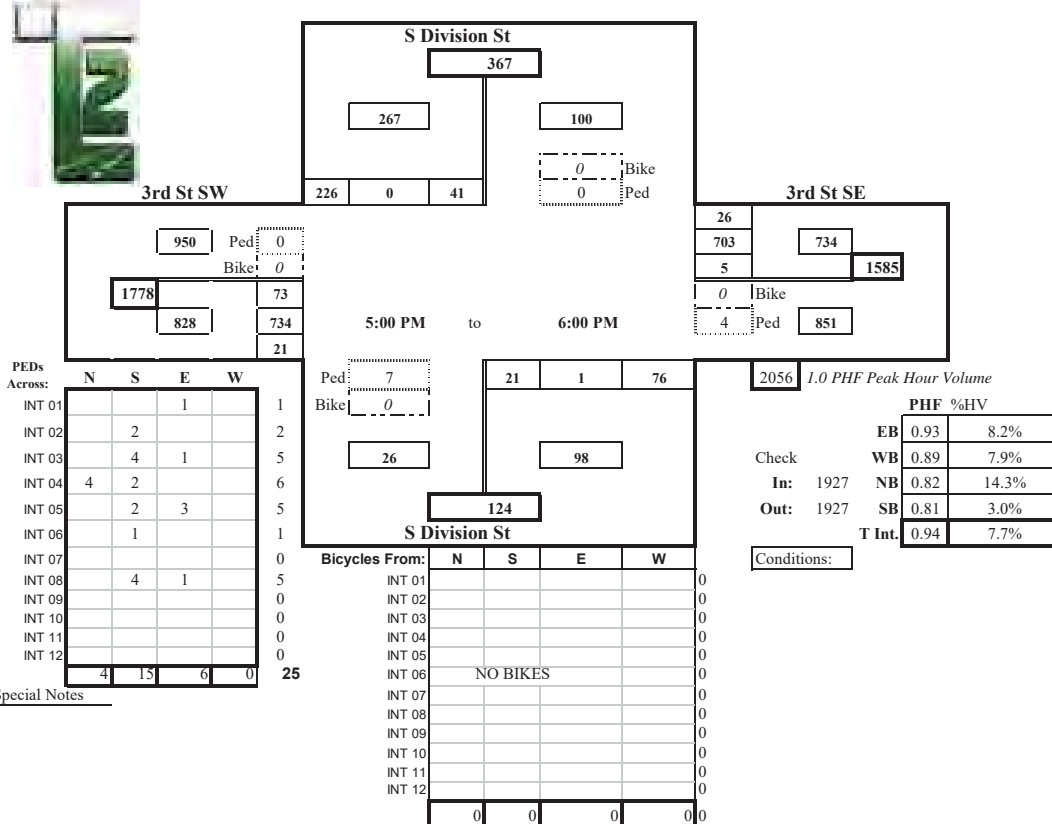 S Division St
367
267 100
0 Bike
3rd St SW 226 0 41 0 Ped 3rd St SE
26
950 Ped 0 703 734
Bike 0 5 1585
1778 73 0 Bike
828 734 5:00 PM to 6:00 PM 4 Ped 851
21
PEDs
Across: N S E W Ped 7 21 1 76 2056 1.0 PHF Peak Hour Volume
INT 01 1 1 Bike 0 PHF %HV
INT 02 2 2 EB 0.93 8.2%
INT 03 4 1 5 26 98 Check WB 0.89 7.9%
INT 04 4 2 6 In: 1927 NB 0.82 14.3%
INT 05 2 3 5 124 Out: 1927 SB 0.81 3.0%
INT 06 1 1 S Division St T Int. 0.94 7.7%
INT 07 0 Bicycles From: N S E W Conditions:
INT 08 4 1 5 INT 01 0
INT 09 0 INT 02 0
INT 10 0 INT 03 0
INT 11 0 INT 04 0
INT 12 0 INT 05 0
4 15 6 0 25 INT 06 NO BIKES 0
pecial Notes INT 07 0
INT 08 0
INT 09 0
INT 10 0
INT 11 0
INT 12 0
0 0 0 0 0